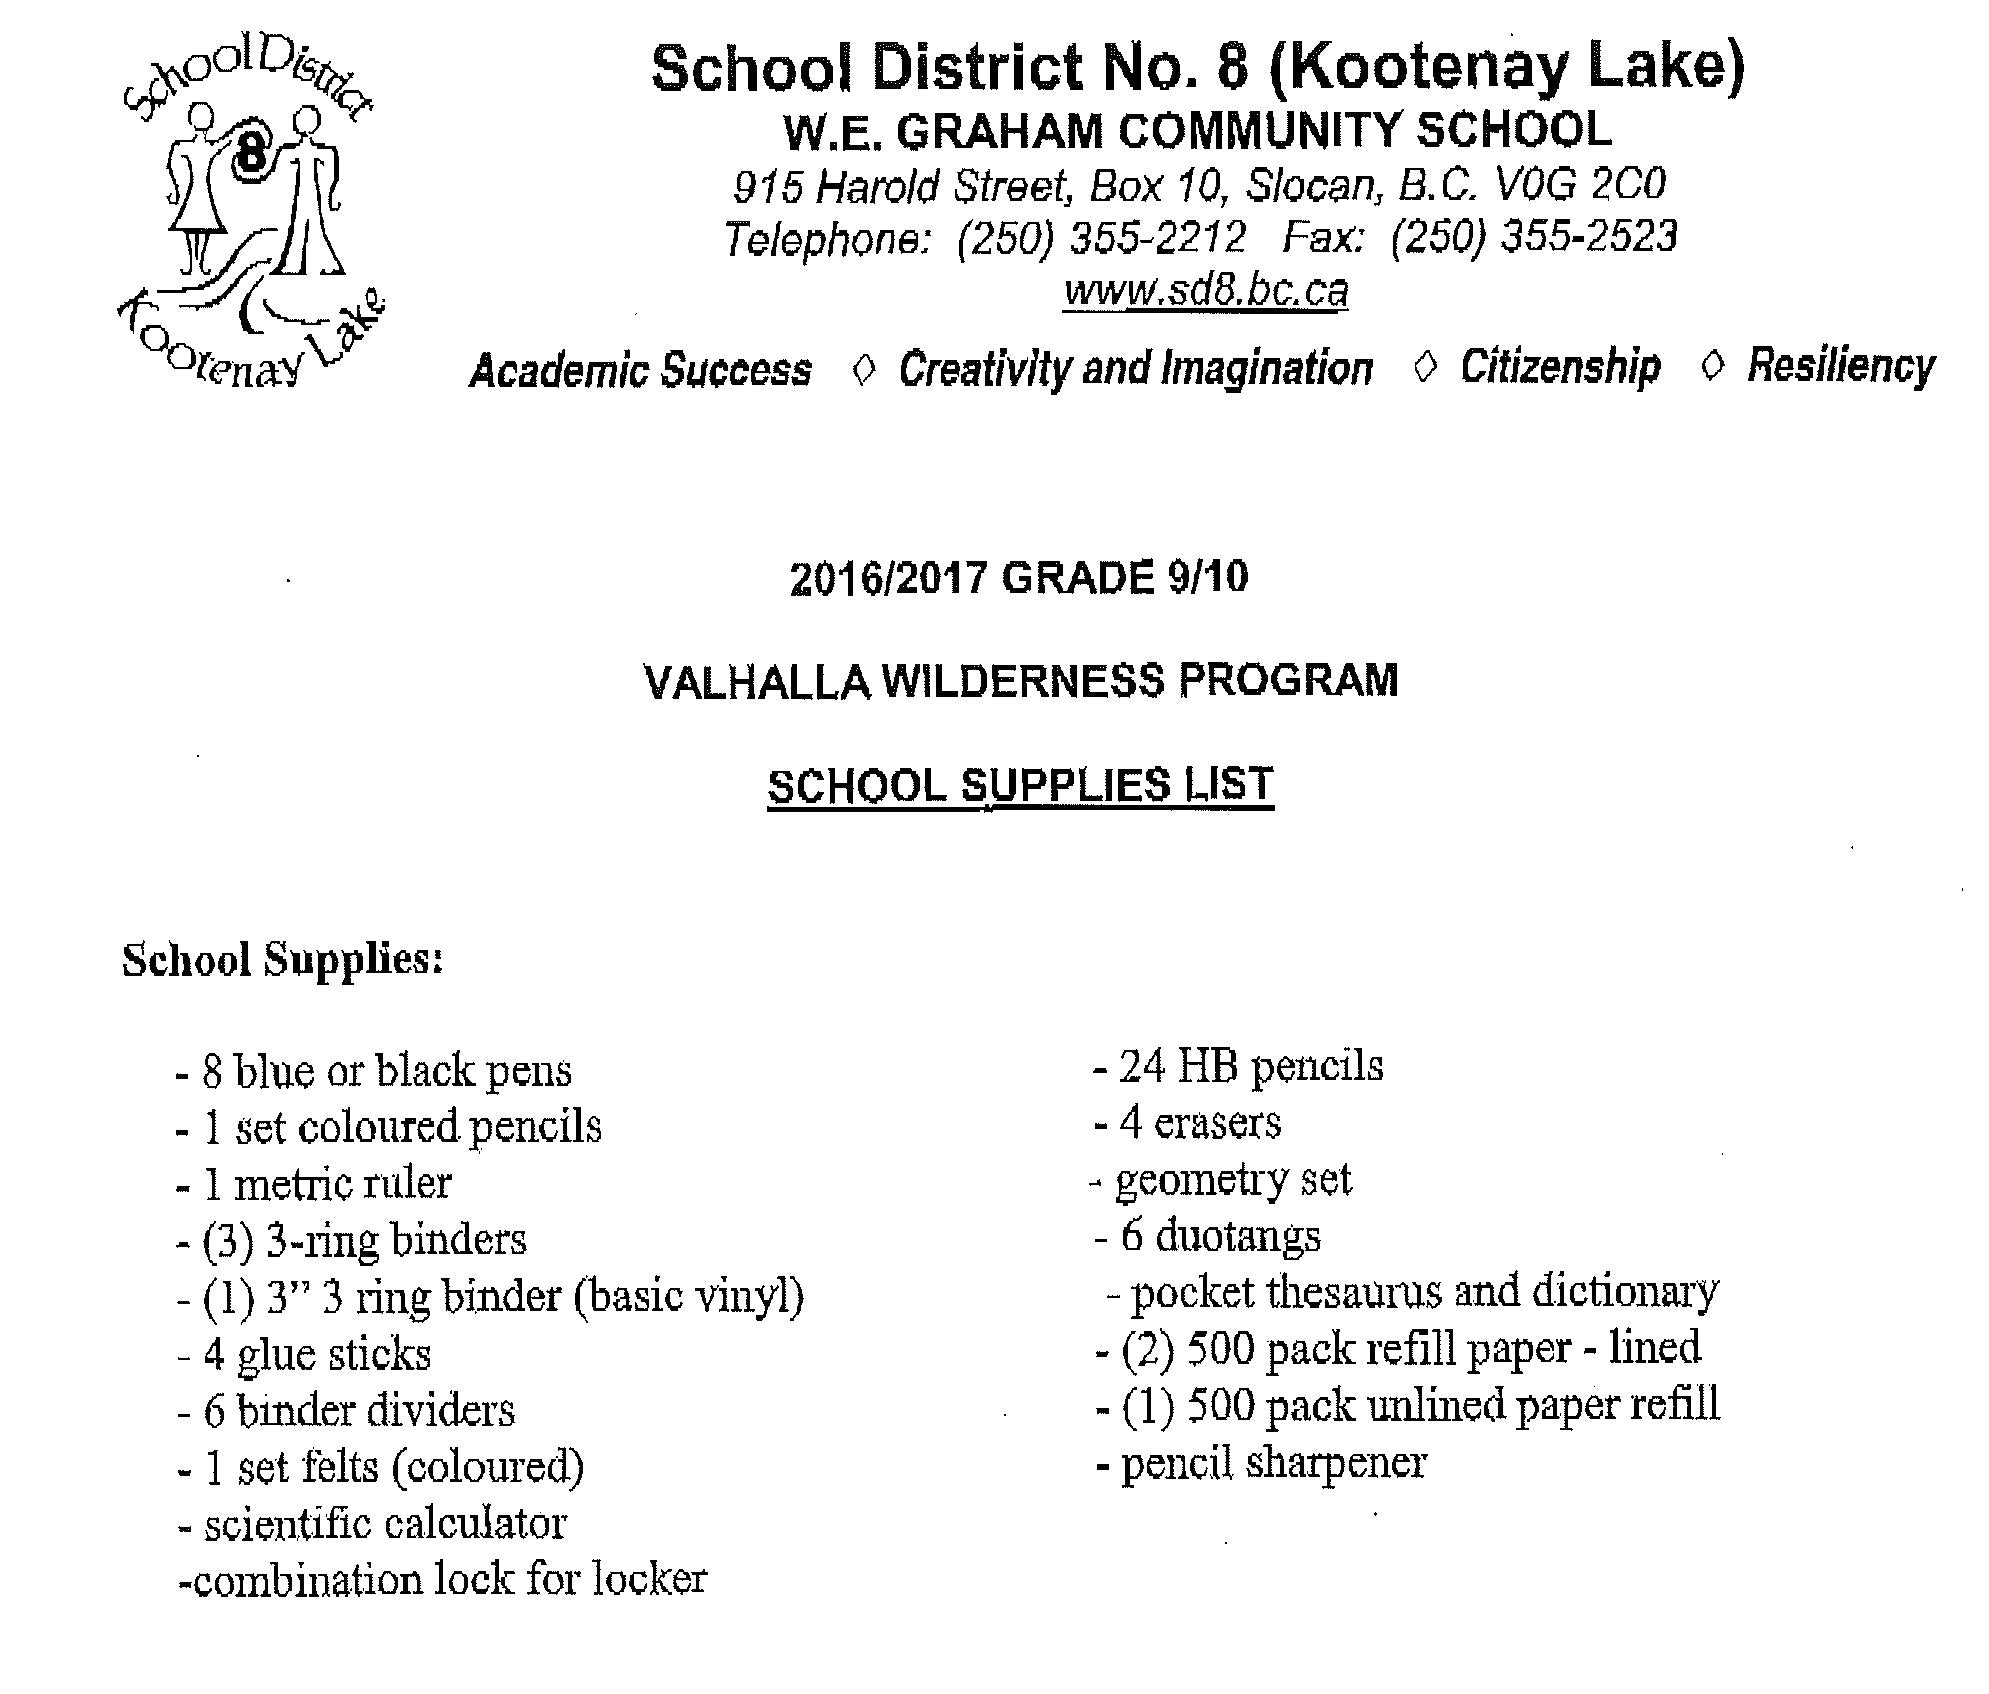 School District
8
Kootenay Lake
School District No. 8 (Kootenay Lake)
W.E. GRAHAM COMMUNITY SCHOOL
915 Harold Street, Box 10, Slocan, B.C. V0G 2C0
Telephone: (250) 355-2212 Fax: (250) 355-2523
www.sd8.bc.ca
Academic Success ◊ Creativity and Imagination ◊ Citizenship ◊ Resiliency
2016/2017 GRADE 9/10
VALHALLA WILDERNESS PROGRAM
SCHOOL SUPPLIES LIST
School Supplies:
- 8 blue or black pens
- 1 set coloured pencils
- 1 metric ruler
- (3) 3-ring binders
- (1) 3” 3 ring binder (basic vinyl)
- 4 glue sticks
- 6 binder dividers
- 1 set felts (coloured)
- scientific calculator
-combination lock for locker
- 24 HB pencils
- 4 erasers
- geometry set
- 6 duotangs
- pocket thesaurus and dictionary
- (2) 500 pack refill paper - lined
- (1) 500 pack unlined paper refill
- pencil sharpener